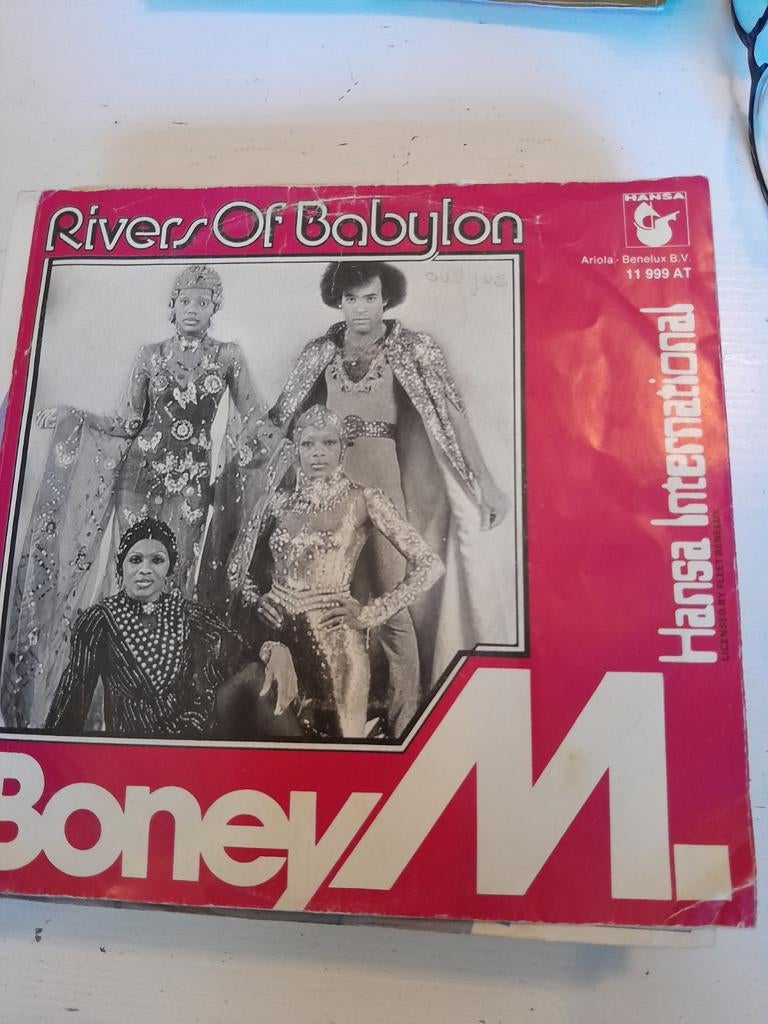 Rivers Of Babylon
HANSA
Ariola - Benelux B.V.
11 999 AT
Hansa International
LICENSED BY FLEET BENELUX
Boney M.